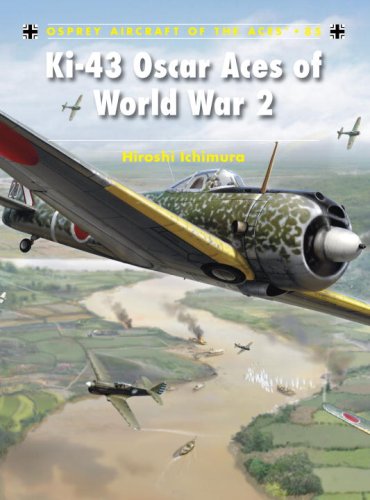 OSPREY AIRCRAFT OF THE ACES • 85
Ki-43 Oscar Aces of
World War 2
Hiroshi Ichimura